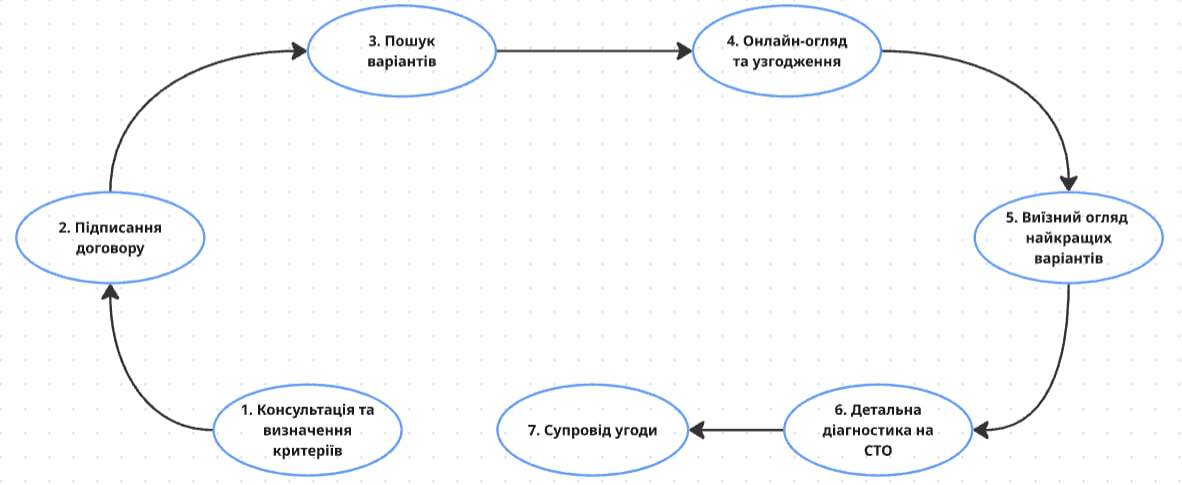 1. Консультація та
визначення
критеріїв
2. Підписання
договору
3. Пошук
варіантів
4. Онлайн-огляд
та узгодження
5. Виїзний огляд
найкращих
варіантів
6. Детальна
діагностика на
СТО
7. Супровід угоди